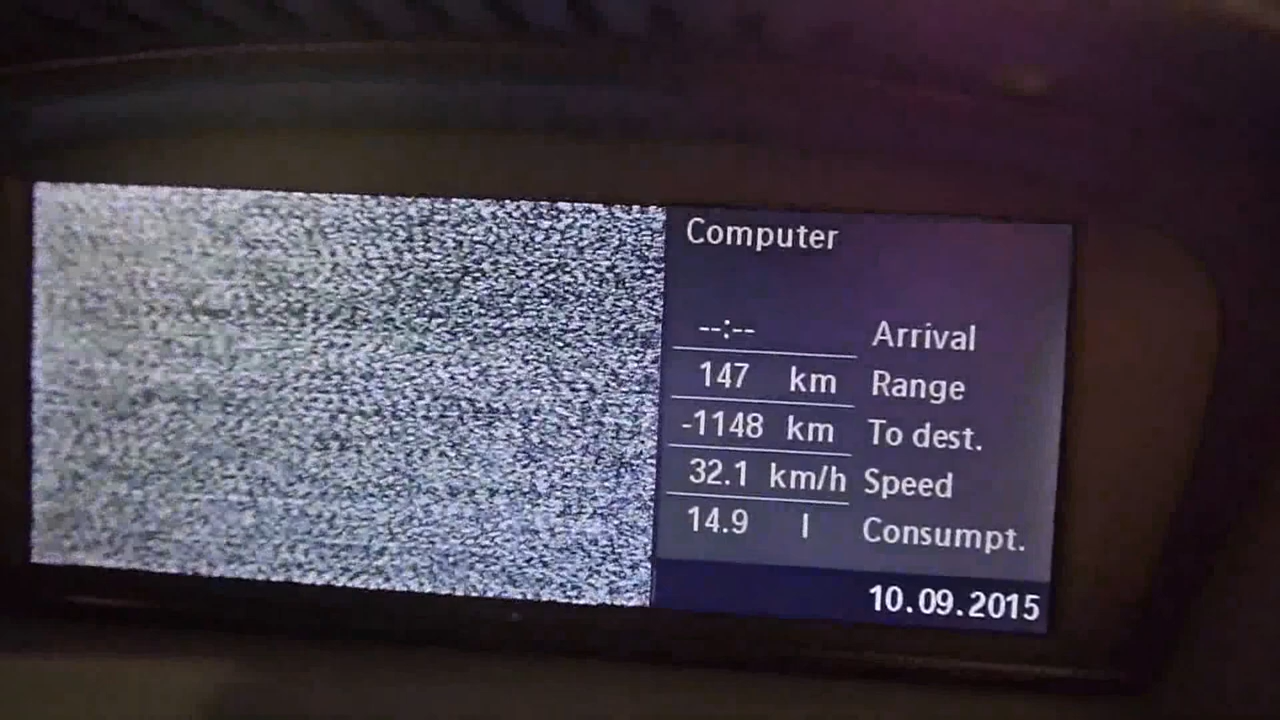 Computer
--:-- Arrival
147 km Range
-1148 km To dest.
32.1 km/h Speed
14.9 l Consumpt.
10.09.2015